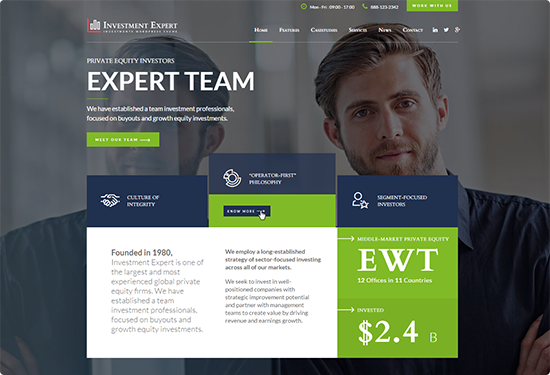 Mon - Fri : 09:00 - 17:00
888-123-2342
WORK WITH US
INVESTMENT EXPERT
INVESTMENTS WORDPRESS THEME
HOME
FEATURES
CASESTUDIES
SERVICES
NEWS
CONTACT
PRIVATE EQUITY INVESTORS
EXPERT TEAM
We have established a team investment professionals,
focused on buyouts and growth equity investments.
MEET OUR TEAM
CULTURE OF
INTEGRITY
"OPERATOR-FIRST"
PHILOSOPHY
KNOW MORE
SEGMENT-FOCUSED
INVESTORS
Founded in 1980,
Investment Expert is one of
the largest and most
experienced global private
equity firms. We have
established a team
investment professionals,
focused on buyouts and
growth equity investments.
We employ a long-established
strategy of sector-focused investing
across all of our markets.
We seek to invest in well-
positioned companies with
strategic improvement potential
and partner with management
teams to create value by driving
revenue and earnings growth.
MIDDLE-MARKET PRIVATE EQUITY
EWT
12 Offices in 11 Countries
INVESTED
$2.4 B